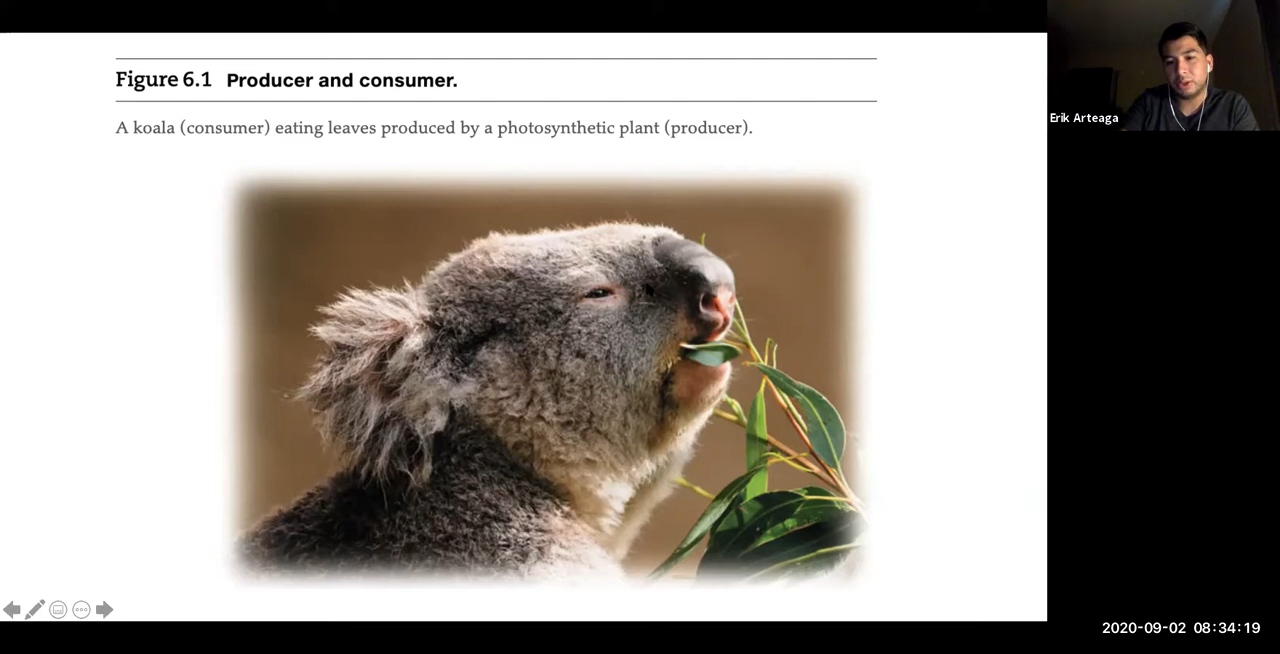 Figure 6.1 Producer and consumer.
A koala (consumer) eating leaves produced by a photosynthetic plant (producer).
Erik Arteaga
2020-09-02 08:34:19